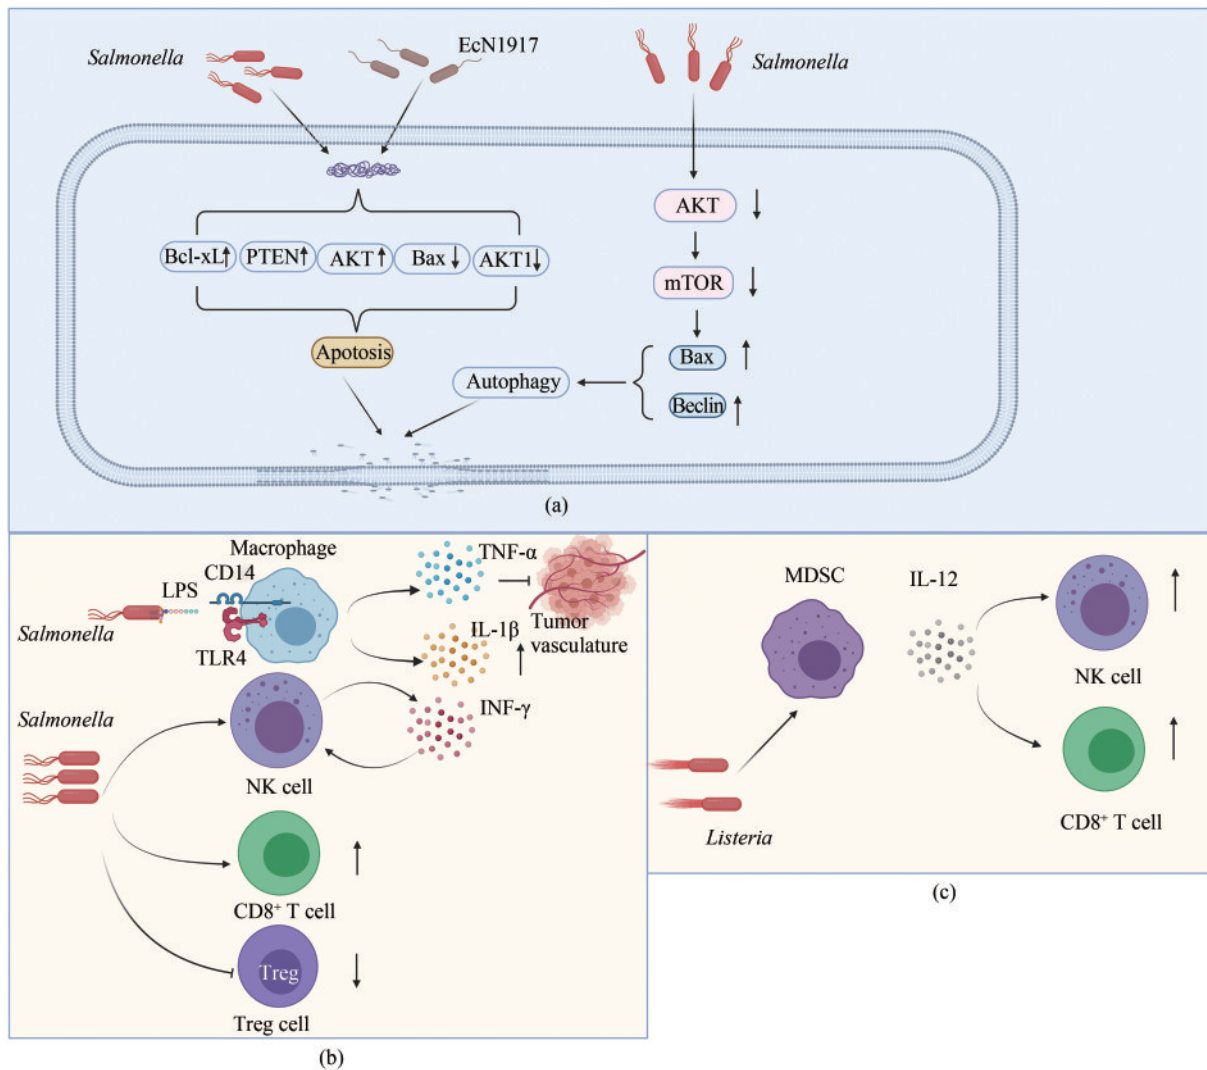 Salmonella
EcN1917
Salmonella
AKT ↓
Bcl-xL↑
PTEN↑
AKT↑
Bax↓
AKT1↓
mTOR ↓
Apotosis
Bax ↑
Autophagy
Beclin ↑
(a)
Macrophage
CD14
LPS
Salmonella
TLR4
TNF-α
IL-1β
Tumor
vasculature
Salmonella
INF-γ
NK cell
CD8⁺ T cell
Treg
Treg cell
(b)
MDSC
IL-12
NK cell
CD8⁺ T cell
Listeria
(c)